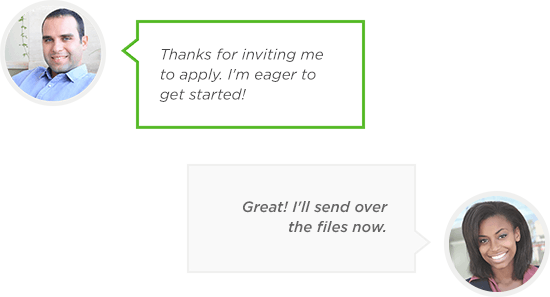 Thanks for inviting me
to apply. I'm eager to
get started!
Great! I'll send over
the files now.